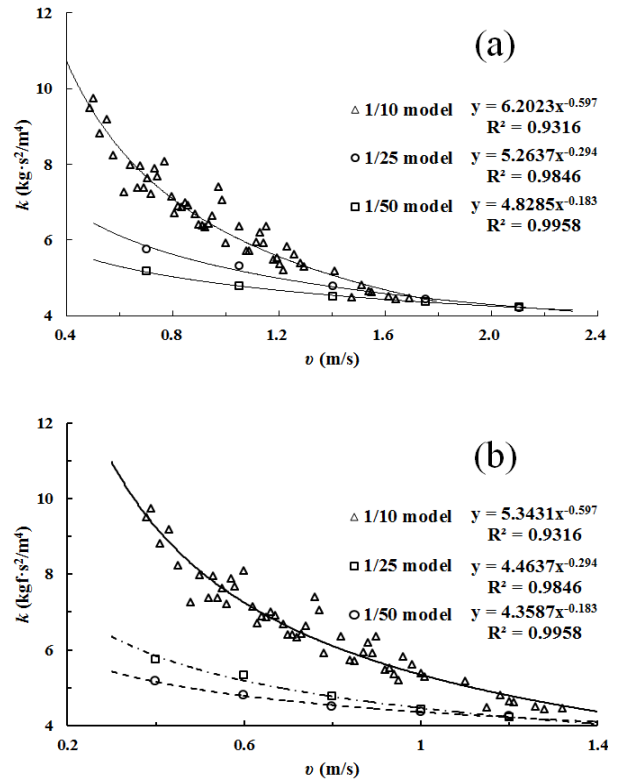 (a)
12
10
8
6
4
2
k (kg·s²/m⁴)
△ 1/10 model y = 6.2023x⁻⁰·⁵⁹⁷
R² = 0.9316
○ 1/25 model y = 5.2637x⁻⁰·²⁹⁴
R² = 0.9846
□ 1/50 model y = 4.8285x⁻⁰·¹⁸³
R² = 0.9958
0.4 0.8 1.2 1.6 2.0 2.4
υ (m/s)
(b)
12
10
8
6
4
k (kgf·s²/m⁴)
△ 1/10 model y = 5.3431x⁻⁰·⁵⁹⁷
R² = 0.9316
□ 1/25 model y = 4.4637x⁻⁰·²⁹⁴
R² = 0.9846
○ 1/50 model y = 4.3587x⁻⁰·¹⁸³
R² = 0.9958
0.2 0.6 1 1.4
υ (m/s)